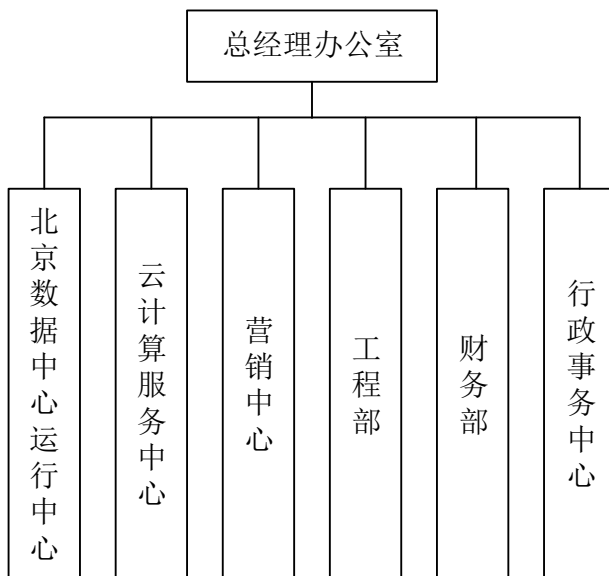 总经理办公室
北京数据中心运行中心
云计算服务中心
营销中心
工程部
财务部
行政事务中心